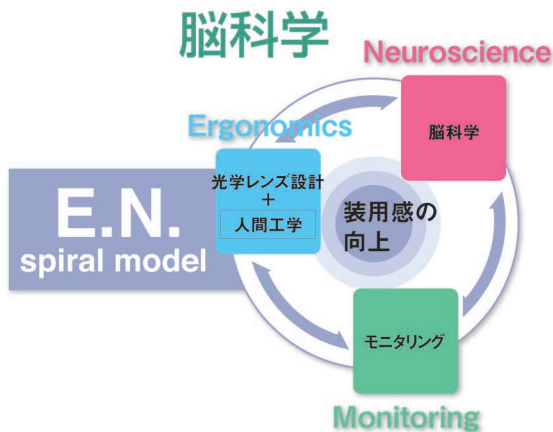 脳科学
Neuroscience
脳科学
Ergonomics
光学レンズ設計
+
人間工学
E.N.
spiral model
装用感の
向上
モニタリング
Monitoring